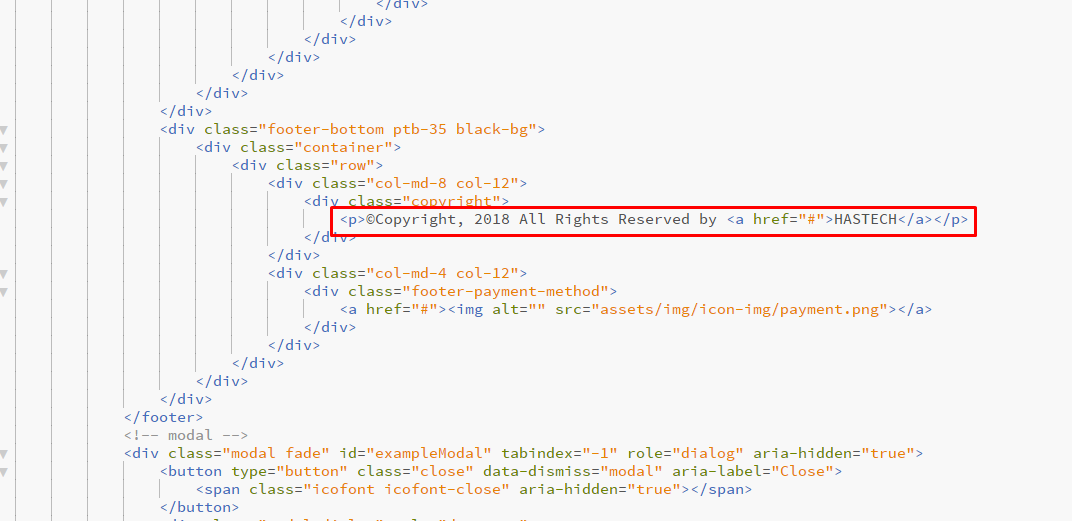 </div>
</div>
</div>
</div>
</div>
</div>
</div>
<div class="footer-bottom ptb-35 black-bg">
<div class="container">
<div class="row">
<div class="col-md-8 col-12">
<div class="copyright">
<p>©Copyright, 2018 All Rights Reserved by <a href="#">HASTECH</a></p>
</div>
</div>
<div class="col-md-4 col-12">
<div class="footer-payment-method">
<a href="#"><img alt="" src="assets/img/icon-img/payment.png"></a>
</div>
</div>
</div>
</div>
</div>
</footer>
<!-- modal -->
<div class="modal fade" id="exampleModal" tabindex="-1" role="dialog" aria-hidden="true">
<button type="button" class="close" data-dismiss="modal" aria-label="Close">
<span class="icofont icofont-close" aria-hidden="true"></span>
</button>